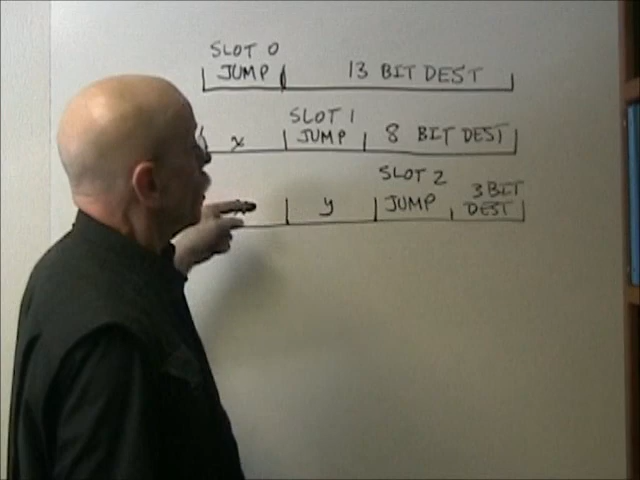 SLOT 0
JUMP 13 BIT DEST
SLOT 1
x JUMP 8 BIT DEST
SLOT 2
y JUMP 3 BIT
DEST